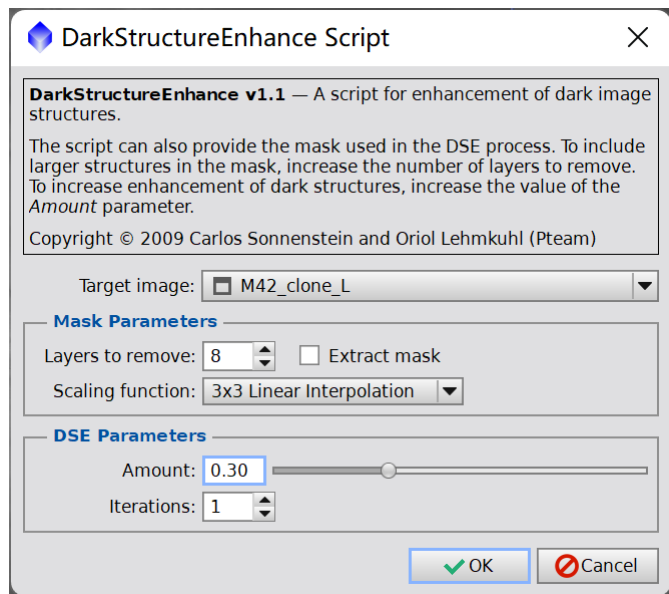 DarkStructureEnhance Script
DarkStructureEnhance v1.1 — A script for enhancement of dark image
structures.
The script can also provide the mask used in the DSE process. To include
larger structures in the mask, increase the number of layers to remove.
To increase enhancement of dark structures, increase the value of the
Amount parameter.
Copyright © 2009 Carlos Sonnenstein and Oriol Lehmkuhl (Pteam)
Target image: M42_clone_L
Mask Parameters
Layers to remove: 8 Extract mask
Scaling function: 3x3 Linear Interpolation
DSE Parameters
Amount: 0.30
Iterations: 1
OK Cancel